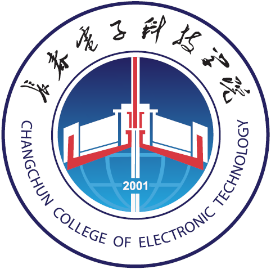 长春电子科技学院
2001
CHANGCHUN COLLEGE OF ELECTRONIC TECHNOLOGY